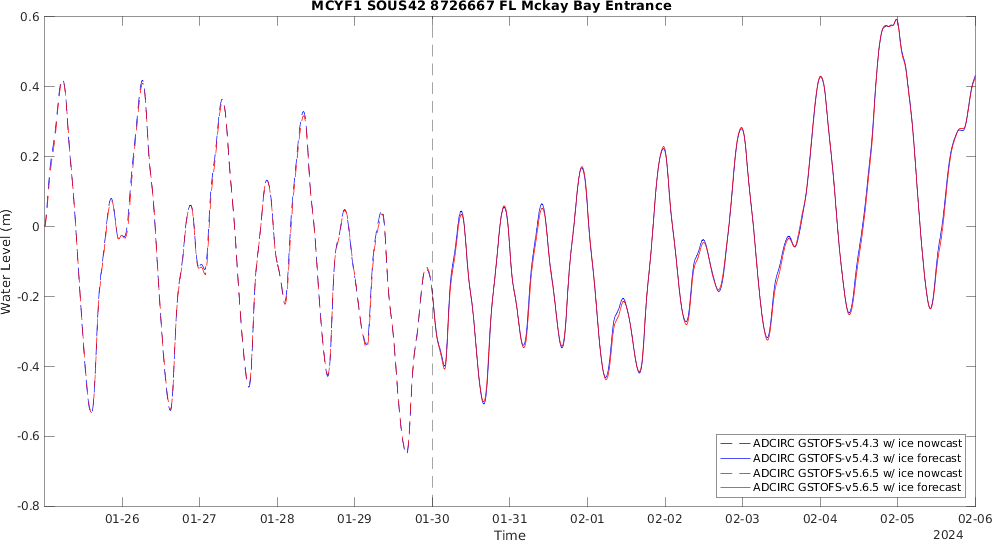 MCYF1 SOUS42 8726667 FL Mckay Bay Entrance
0.6
0.4
0.2
0
-0.2
-0.4
-0.6
-0.8
Water Level (m)
01-26 01-27 01-28 01-29 01-30 01-31 02-01 02-02 02-03 02-04 02-05 02-06
Time
2024
ADCIRC GSTOFS-v5.4.3 w/ ice nowcast
ADCIRC GSTOFS-v5.4.3 w/ ice forecast
ADCIRC GSTOFS-v5.6.5 w/ ice nowcast
ADCIRC GSTOFS-v5.6.5 w/ ice forecast